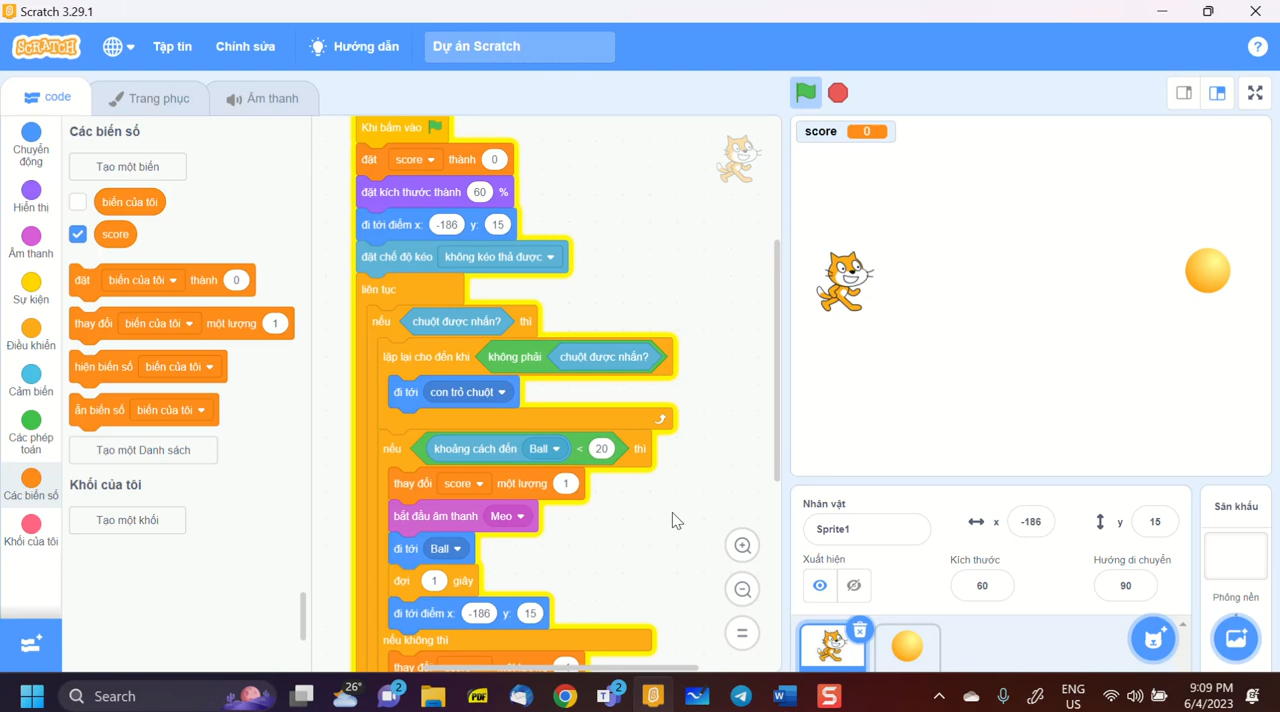 Scratch 3.29.1
SCRATCH
Tập tin
Chính sửa
Hướng dẫn
Dự án Scratch
code
Trang phục
Âm thanh
Chuyển động
Hiển thị
Âm thanh
Sự kiện
Điều khiển
Cảm biến
Các phép toán
Các biến số
Khối của tôi
Các biến số
Tạo một biến
biến của tôi
score
đặt biến của tôi thành 0
thay đổi biến của tôi một lượng 1
hiện biến số biến của tôi
ẩn biến số biến của tôi
Tạo một Danh sách
Khối của tôi
Tạo một khối
Khi bấm vào
đặt score thành 0
đặt kích thước thành 60 %
đi tới điểm x: -186 y: 15
đặt chế độ kéo không kéo thả được
liên tục
nếu chuột được nhấn? thì
lặp lại cho đến khi không phải chuột được nhấn?
đi tới con trỏ chuột
nếu khoảng cách đến Ball < 20 thì
thay đổi score một lượng 1
bắt đầu âm thanh Meo
đi tới Ball
đợi 1 giây
đi tới điểm x: -186 y: 15
nếu không thì
score 0
Nhân vật
Sprite1
x -186
y 15
Xuất hiện
Kích thước
60
Hướng di chuyển
90
Sân khấu
Phông nền
Search
26°
2
2
ENG
US
9:09 PM
6/4/2023